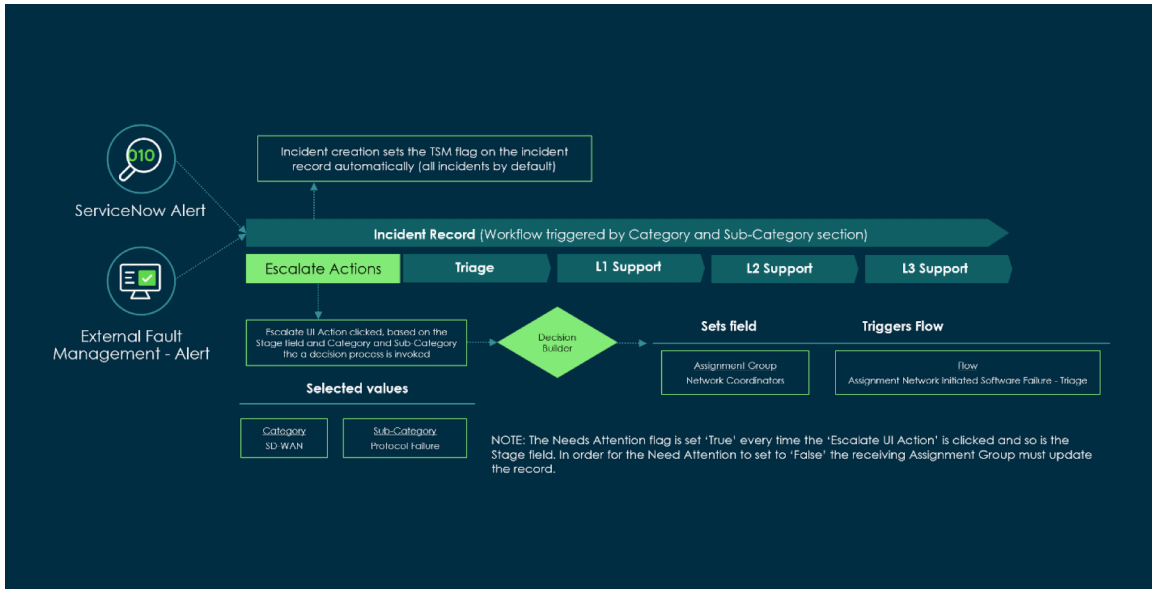 010
ServiceNow Alert
External Fault
Management - Alert
Incident creation sets the TSM flag on the incident
record automatically (all incidents by default)
Incident Record (Workflow triggered by Category and Sub-Category section)
Escalate Actions
Triage
L1 Support
L2 Support
L3 Support
Escalate UI Action clicked, based on the
Stage field and Category and Sub-Category
the a decision process is invoked
Decision
Builder
Sets field
Triggers Flow
Assignment Group
Network Coordinators
Flow
Assignment Network Initiated Software Failure - Triage
Selected values
Category
SD-WAN
Sub-Category
Protocol Failure
NOTE: The Needs Attention flag is set 'True' every time the 'Escalate UI Action' is clicked and so is the
Stage field. In order for the Need Attention to set to 'False' the receiving Assignment Group must update
the record.